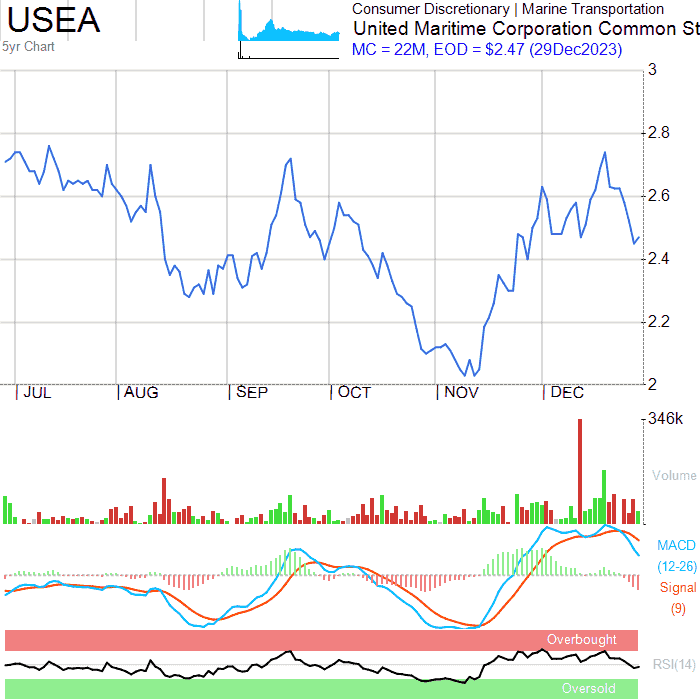 USEA
5yr Chart
Consumer Discretionary | Marine Transportation
United Maritime Corporation Common St
MC = 22M, EOD = $2.47 (29Dec2023)
3
2.8
2.6
2.4
2.2
2
JUL AUG SEP OCT NOV DEC
346k
Volume
MACD
(12-26)
Signal
(9)
Overbought
RSI(14)
Oversold